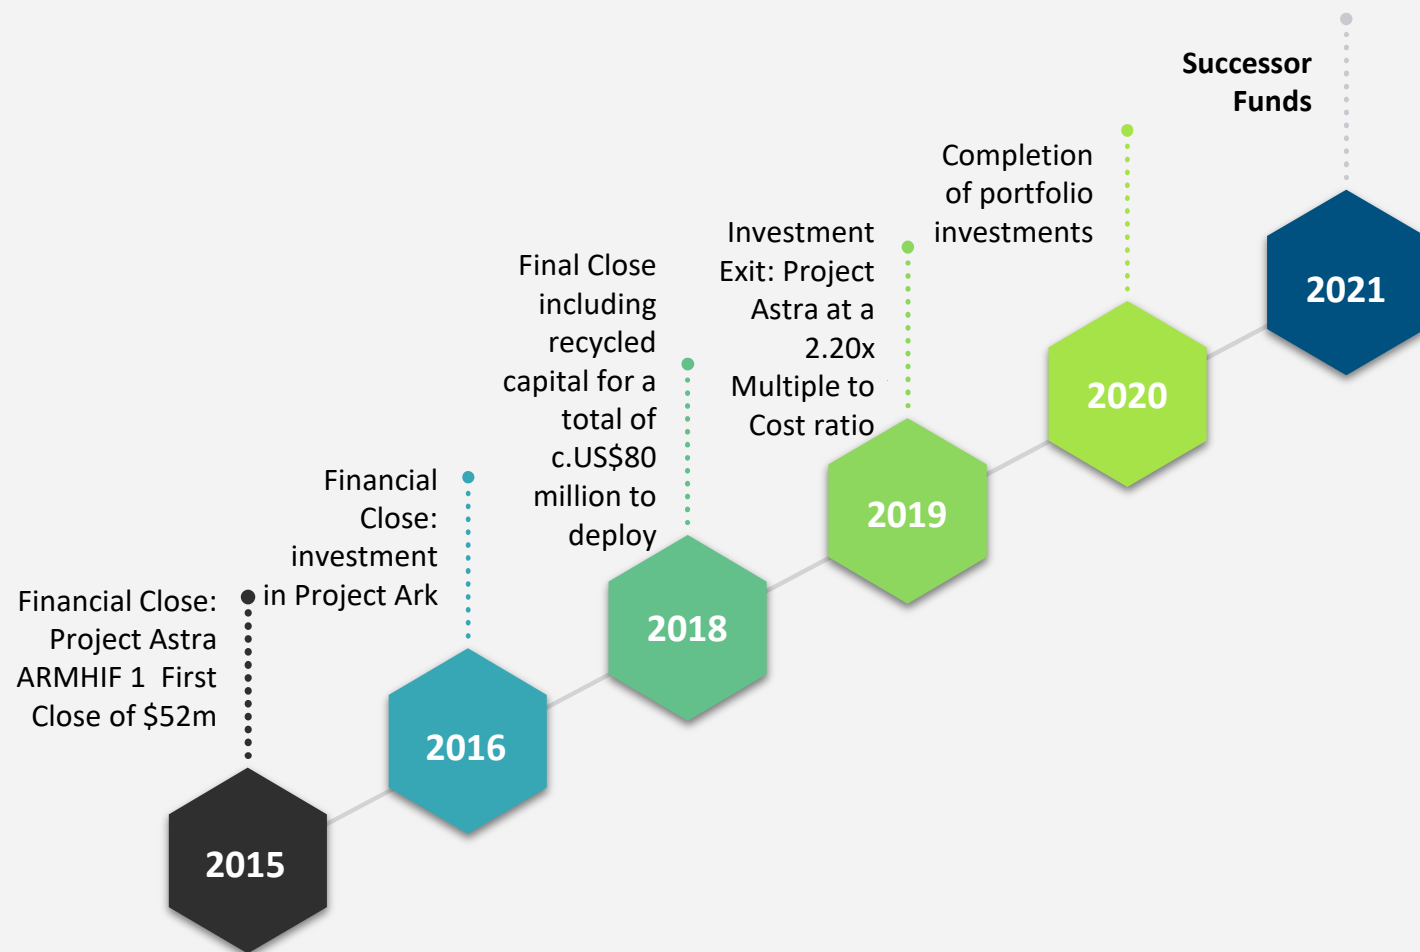 Financial Close:
Project Astra
ARMHIF 1  First
Close of $52m
2015
Financial
Close:
investment
in Project Ark
2016
Final Close
including
recycled
capital for a
total of
c.US$80
million to
deploy
2018
Investment
Exit: Project
Astra at a
2.20x
Multiple to
Cost ratio
2019
Completion
of portfolio
investments
2020
Successor
Funds
2021